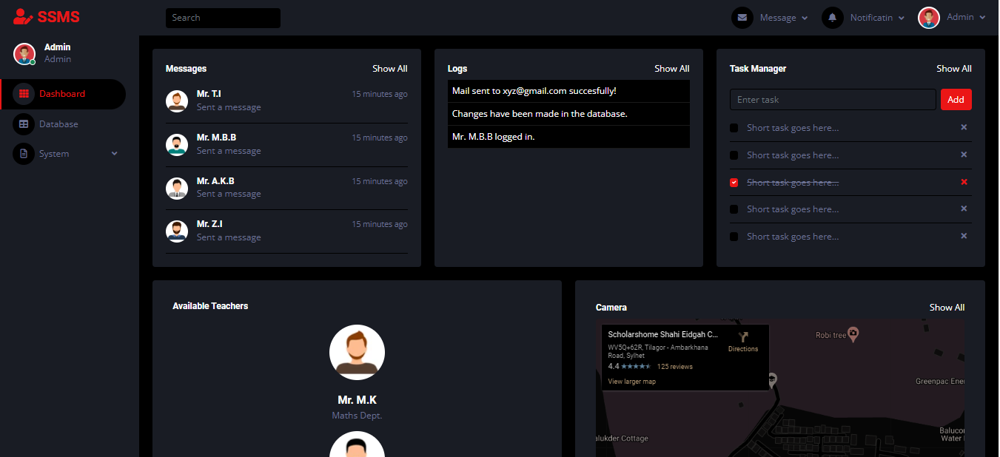 SSMS
Search
Message
Notificatin
Admin
Admin
Admin
Dashboard
Database
System
Messages
Show All
Mr. T.I
15 minutes ago
Sent a message
Mr. M.B.B
15 minutes ago
Sent a message
Mr. A.K.B
15 minutes ago
Sent a message
Mr. Z.I
15 minutes ago
Sent a message
Logs
Show All
Mail sent to xyz@gmail.com succesfully!
Changes have been made in the database.
Mr. M.B.B logged in.
Task Manager
Show All
Enter task
Add
Short task goes here...
Short task goes here...
Short task goes here...
Short task goes here...
Short task goes here...
Available Teachers
Mr. M.K
Maths Dept.
Camera
Show All
Scholarshome Shahi Eidgah C...
Directions
WV5Q+62R, Tilagor - Ambarkhana
Road, Sylhet
4.4
125 reviews
View larger map
Robi tree
Greenpac Ener
Balucor
Water
alukder Cottage